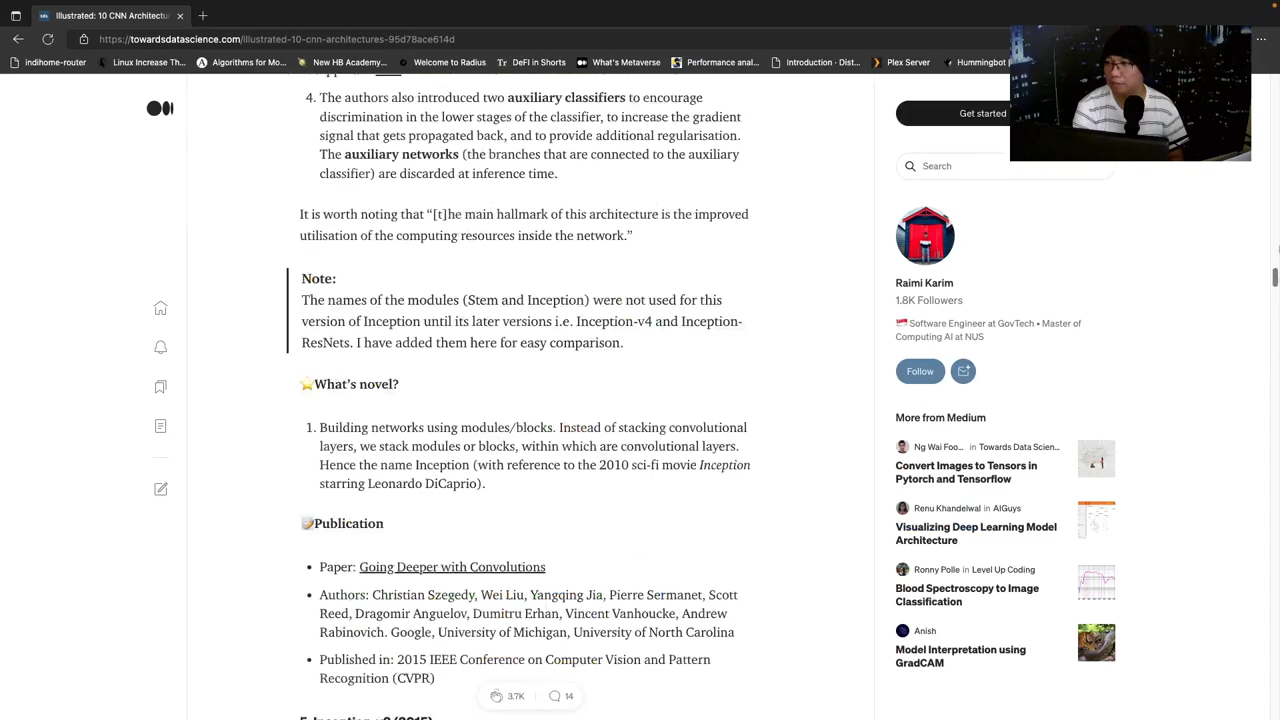 Illustrated: 10 CNN Architectur
https://towardsdatascience.com/illustrated-10-cnn-architectures-95d78ace614d
indihome-router
Linux Increase Th...
Algorithms for Mo...
New HB Academy...
Welcome to Radius
DeFI in Shorts
What's Metaverse
Performance anal...
Introduction · Dist...
Plex Server
Hummingbot
4. The authors also introduced two auxiliary classifiers to encourage
discrimination in the lower stages of the classifier, to increase the gradient
signal that gets propagated back, and to provide additional regularisation.
The auxiliary networks (the branches that are connected to the auxiliary
classifier) are discarded at inference time.
It is worth noting that “[t]he main hallmark of this architecture is the improved
utilisation of the computing resources inside the network.”
Note:
The names of the modules (Stem and Inception) were not used for this
version of Inception until its later versions i.e. Inception-v4 and Inception-
ResNets. I have added them here for easy comparison.
⭐What’s novel?
1. Building networks using modules/blocks. Instead of stacking convolutional
layers, we stack modules or blocks, within which are convolutional layers.
Hence the name Inception (with reference to the 2010 sci-fi movie Inception
starring Leonardo DiCaprio).
📝Publication
• Paper: Going Deeper with Convolutions
• Authors: Christian Szegedy, Wei Liu, Yangqing Jia, Pierre Sermanet, Scott
Reed, Dragomir Anguelov, Dumitru Erhan, Vincent Vanhoucke, Andrew
Rabinovich. Google, University of Michigan, University of North Carolina
• Published in: 2015 IEEE Conference on Computer Vision and Pattern
Recognition (CVPR)
3.7K
14
Get started
Search
Raimi Karim
1.8K Followers
🇸🇬 Software Engineer at GovTech • Master of
Computing AI at NUS
Follow
More from Medium
Ng Wai Foo... in Towards Data Scien...
Convert Images to Tensors in
Pytorch and Tensorflow
Renu Khandelwal in AIGuys
Visualizing Deep Learning Model
Architecture
Ronny Polle in Level Up Coding
Blood Spectroscopy to Image
Classification
Anish
Model Interpretation using
GradCAM